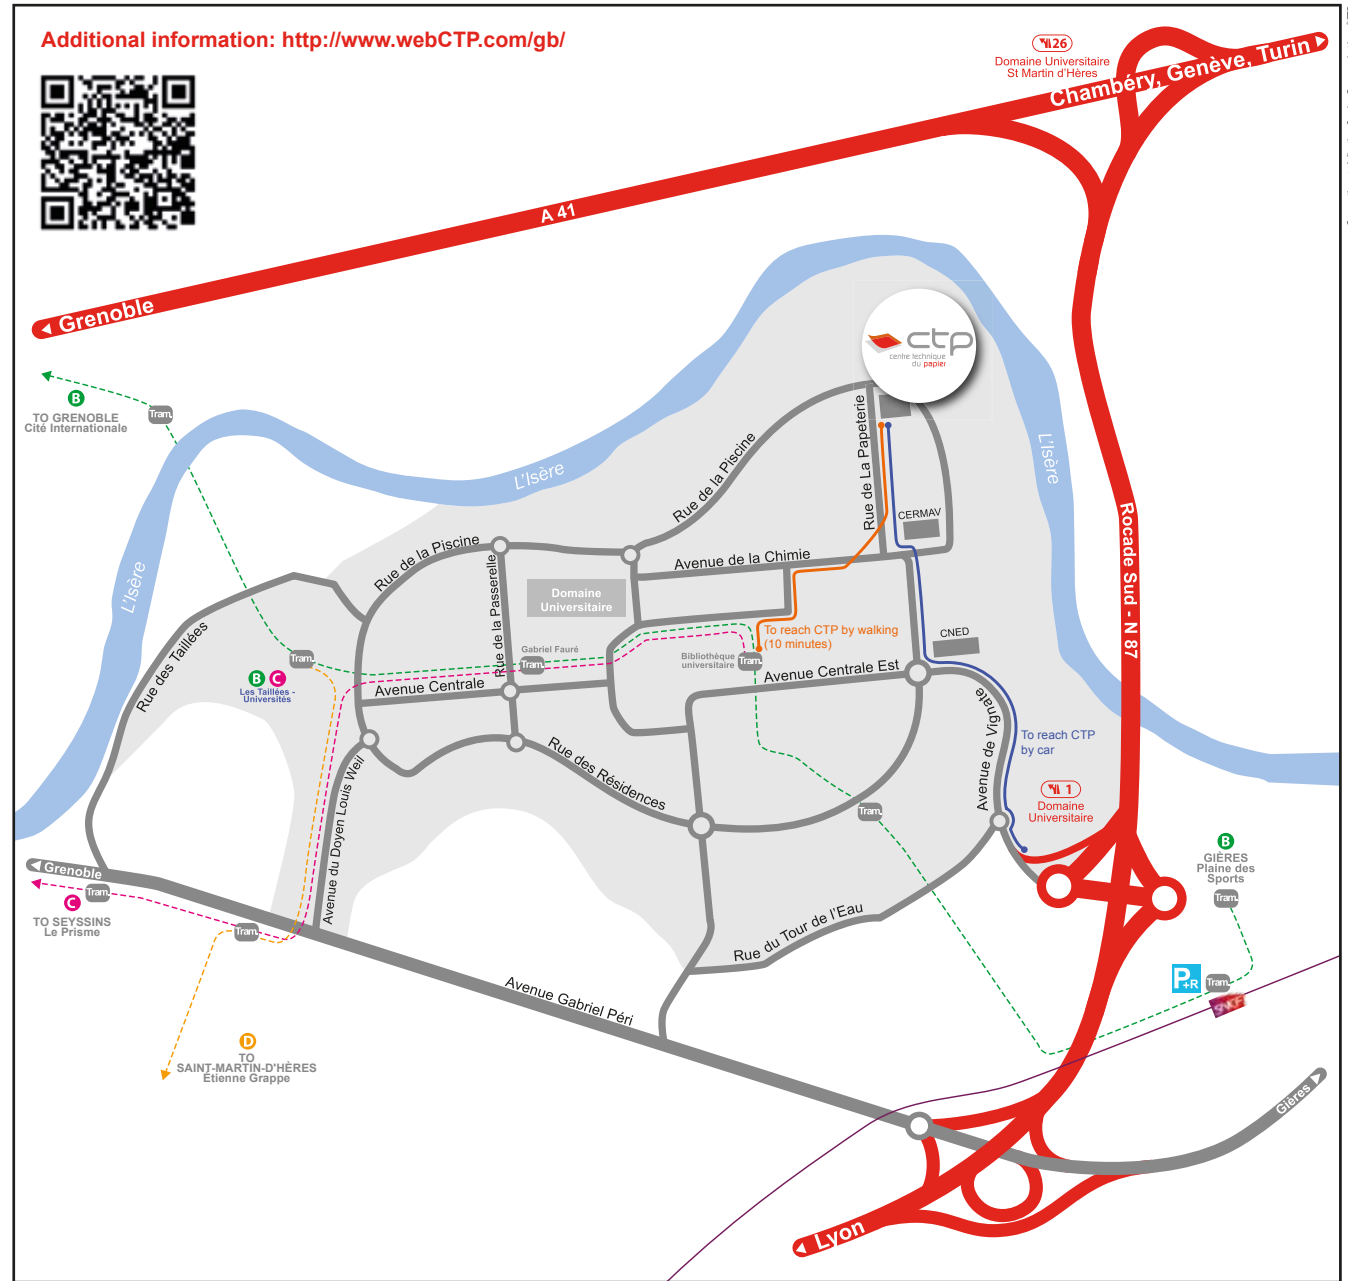 Additional information: http://www.webCTP.com/gb/
26
Domaine Universitaire
St Martin d'Hères
Chambéry, Genève, Turin
A 41
Grenoble
B
TO GRENOBLE
Cité Internationale
Tram.
L'Isère
L'Isère
L'Isère
ctp
centre technique
du papier
Rue de La Papeterie
Rue de la Piscine
CERMAV
Rue de la Piscine
Avenue de la Chimie
Rue de la Passerelle
Domaine
Universitaire
Rocade Sud - N 87
Rue des Taillées
To reach CTP by walking
(10 minutes)
CNED
Gabriel Fauré
Tram.
Bibliothèque
universitaire
Tram.
Tram.
B C
Les Taillées -
Universités
Avenue Centrale
Avenue Centrale Est
Avenue de Vignate
To reach CTP
by car
Rue des Résidences
Avenue du Doyen Louis Weil
1
Domaine
Universitaire
Tram.
B
GIÈRES
Plaine des
Sports
Tram.
Grenoble
Tram.
C
TO SEYSSINS
Le Prisme
Tram.
Rue du Tour de l'Eau
P+R
Tram.
SNCF
Avenue Gabriel Péri
D
TO
SAINT-MARTIN-D'HÈRES
Étienne Grappe
Gières
Lyon